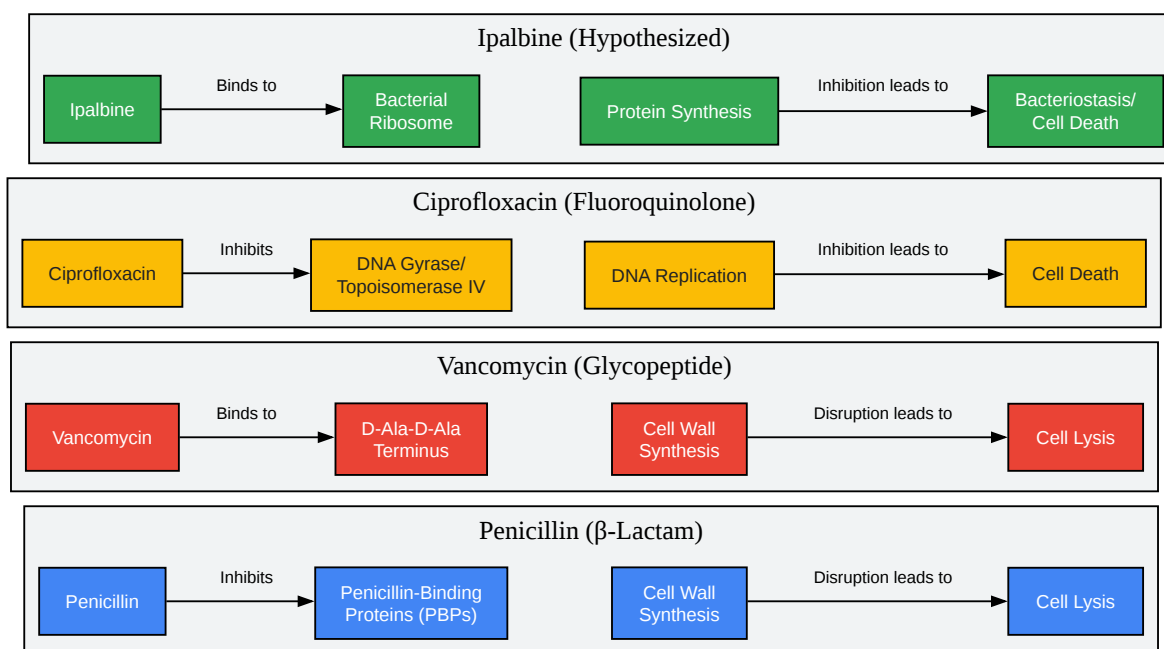 Ipalbine (Hypothesized)
Ipalbine
Binds to
Bacterial
Ribosome
Protein Synthesis
Inhibition leads to
Bacteriostasis/
Cell Death
Ciprofloxacin (Fluoroquinolone)
Ciprofloxacin
Inhibits
DNA Gyrase/
Topoisomerase IV
DNA Replication
Inhibition leads to
Cell Death
Vancomycin (Glycopeptide)
Vancomycin
Binds to
D-Ala-D-Ala
Terminus
Cell Wall
Synthesis
Disruption leads to
Cell Lysis
Penicillin (β-Lactam)
Penicillin
Inhibits
Penicillin-Binding
Proteins (PBPs)
Cell Wall
Synthesis
Disruption leads to
Cell Lysis